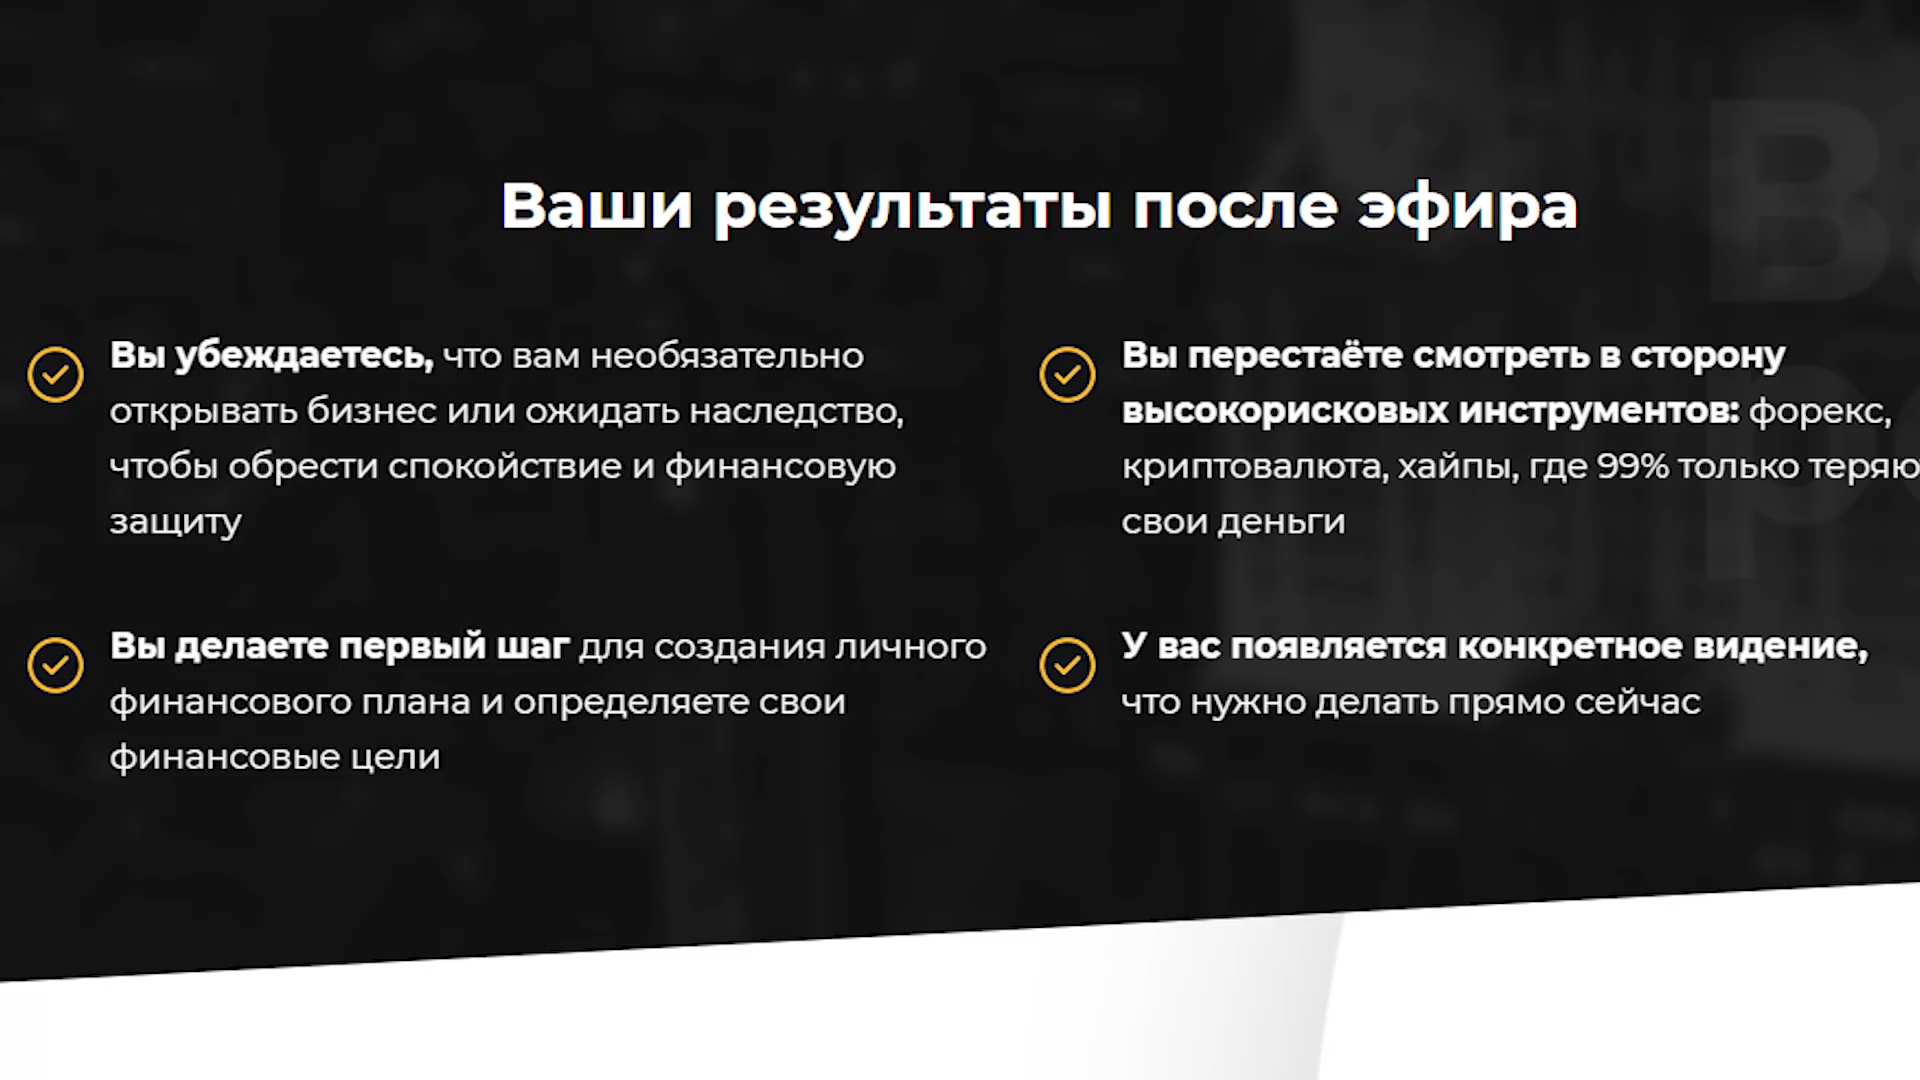 Ваши результаты после эфира
Вы убеждаетесь, что вам необязательно
открывать бизнес или ожидать наследство,
чтобы обрести спокойствие и финансовую
защиту
Вы перестаёте смотреть в сторону
высокорисковых инструментов: форекс,
криптовалюта, хайпы, где 99% только теряю
свои деньги
Вы делаете первый шаг для создания личного
финансового плана и определяете свои
финансовые цели
У вас появляется конкретное видение,
что нужно делать прямо сейчас